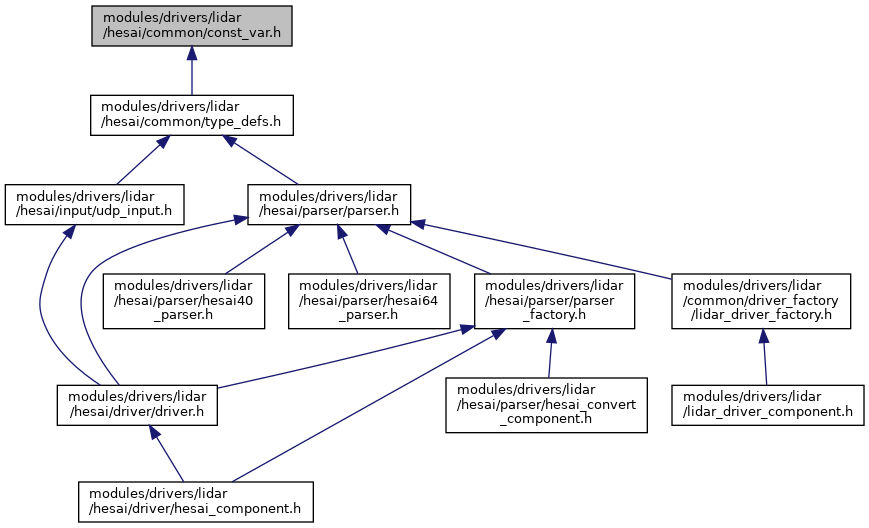 modules/drivers/lidar
/hesai/common/const_var.h
modules/drivers/lidar
/hesai/common/type_defs.h
modules/drivers/lidar
/hesai/input/udp_input.h
modules/drivers/lidar
/hesai/parser/parser.h
modules/drivers/lidar
/hesai/parser/hesai40
_parser.h
modules/drivers/lidar
/hesai/parser/hesai64
_parser.h
modules/drivers/lidar
/hesai/parser/parser
_factory.h
modules/drivers/lidar
/common/driver_factory
/lidar_driver_factory.h
modules/drivers/lidar
/hesai/driver/driver.h
modules/drivers/lidar
/hesai/parser/hesai_convert
_component.h
modules/drivers/lidar
/lidar_driver_component.h
modules/drivers/lidar
/hesai/driver/hesai_component.h